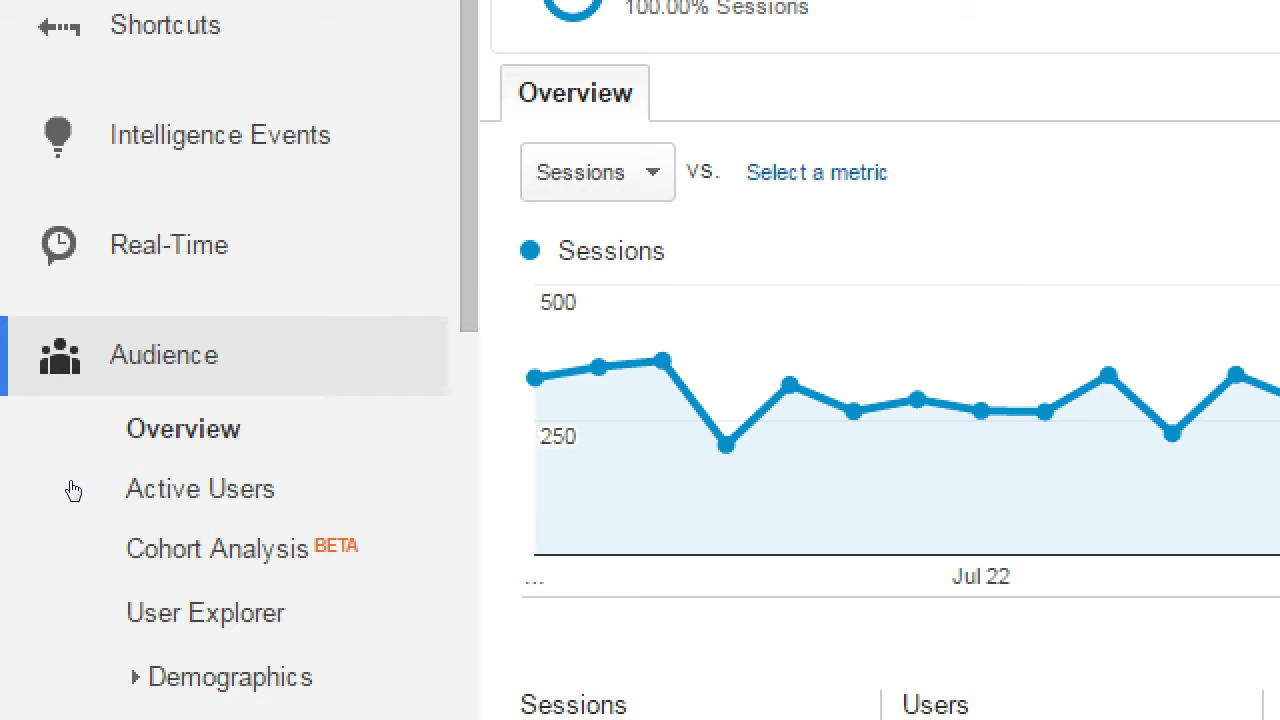 Shortcuts
Intelligence Events
Real-Time
Audience
Overview
Active Users
Cohort Analysis BETA
User Explorer
Demographics
100.00% Sessions
Overview
Sessions vs. Select a metric
Sessions
500
250
... Jul 22
Sessions Users